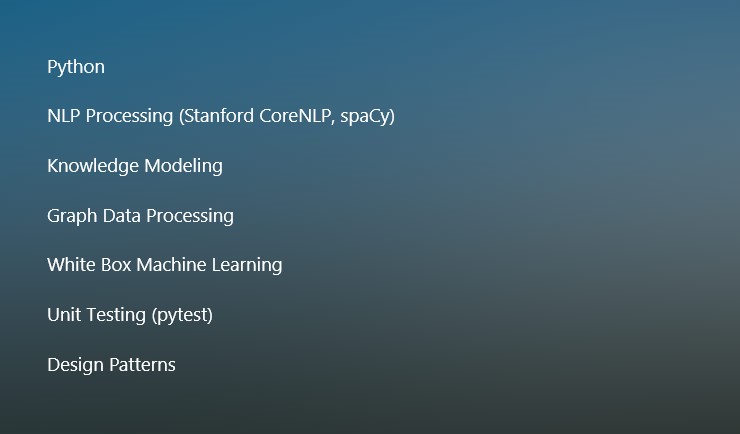 Python
NLP Processing (Stanford CoreNLP, spaCy)
Knowledge Modeling
Graph Data Processing
White Box Machine Learning
Unit Testing (pytest)
Design Patterns